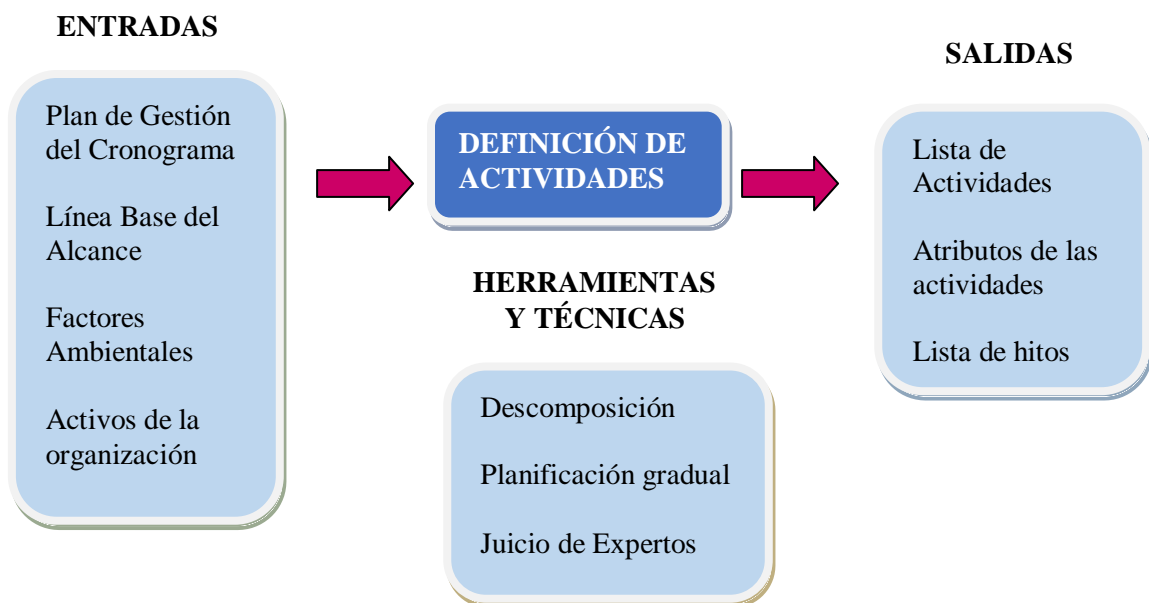 ENTRADAS
Plan de Gestión
del Cronograma
Línea Base del
Alcance
Factores
Ambientales
Activos de la
organización
DEFINICIÓN DE
ACTIVIDADES
HERRAMIENTAS
Y TÉCNICAS
Descomposición
Planificación gradual
Juicio de Expertos
SALIDAS
Lista de
Actividades
Atributos de las
actividades
Lista de hitos